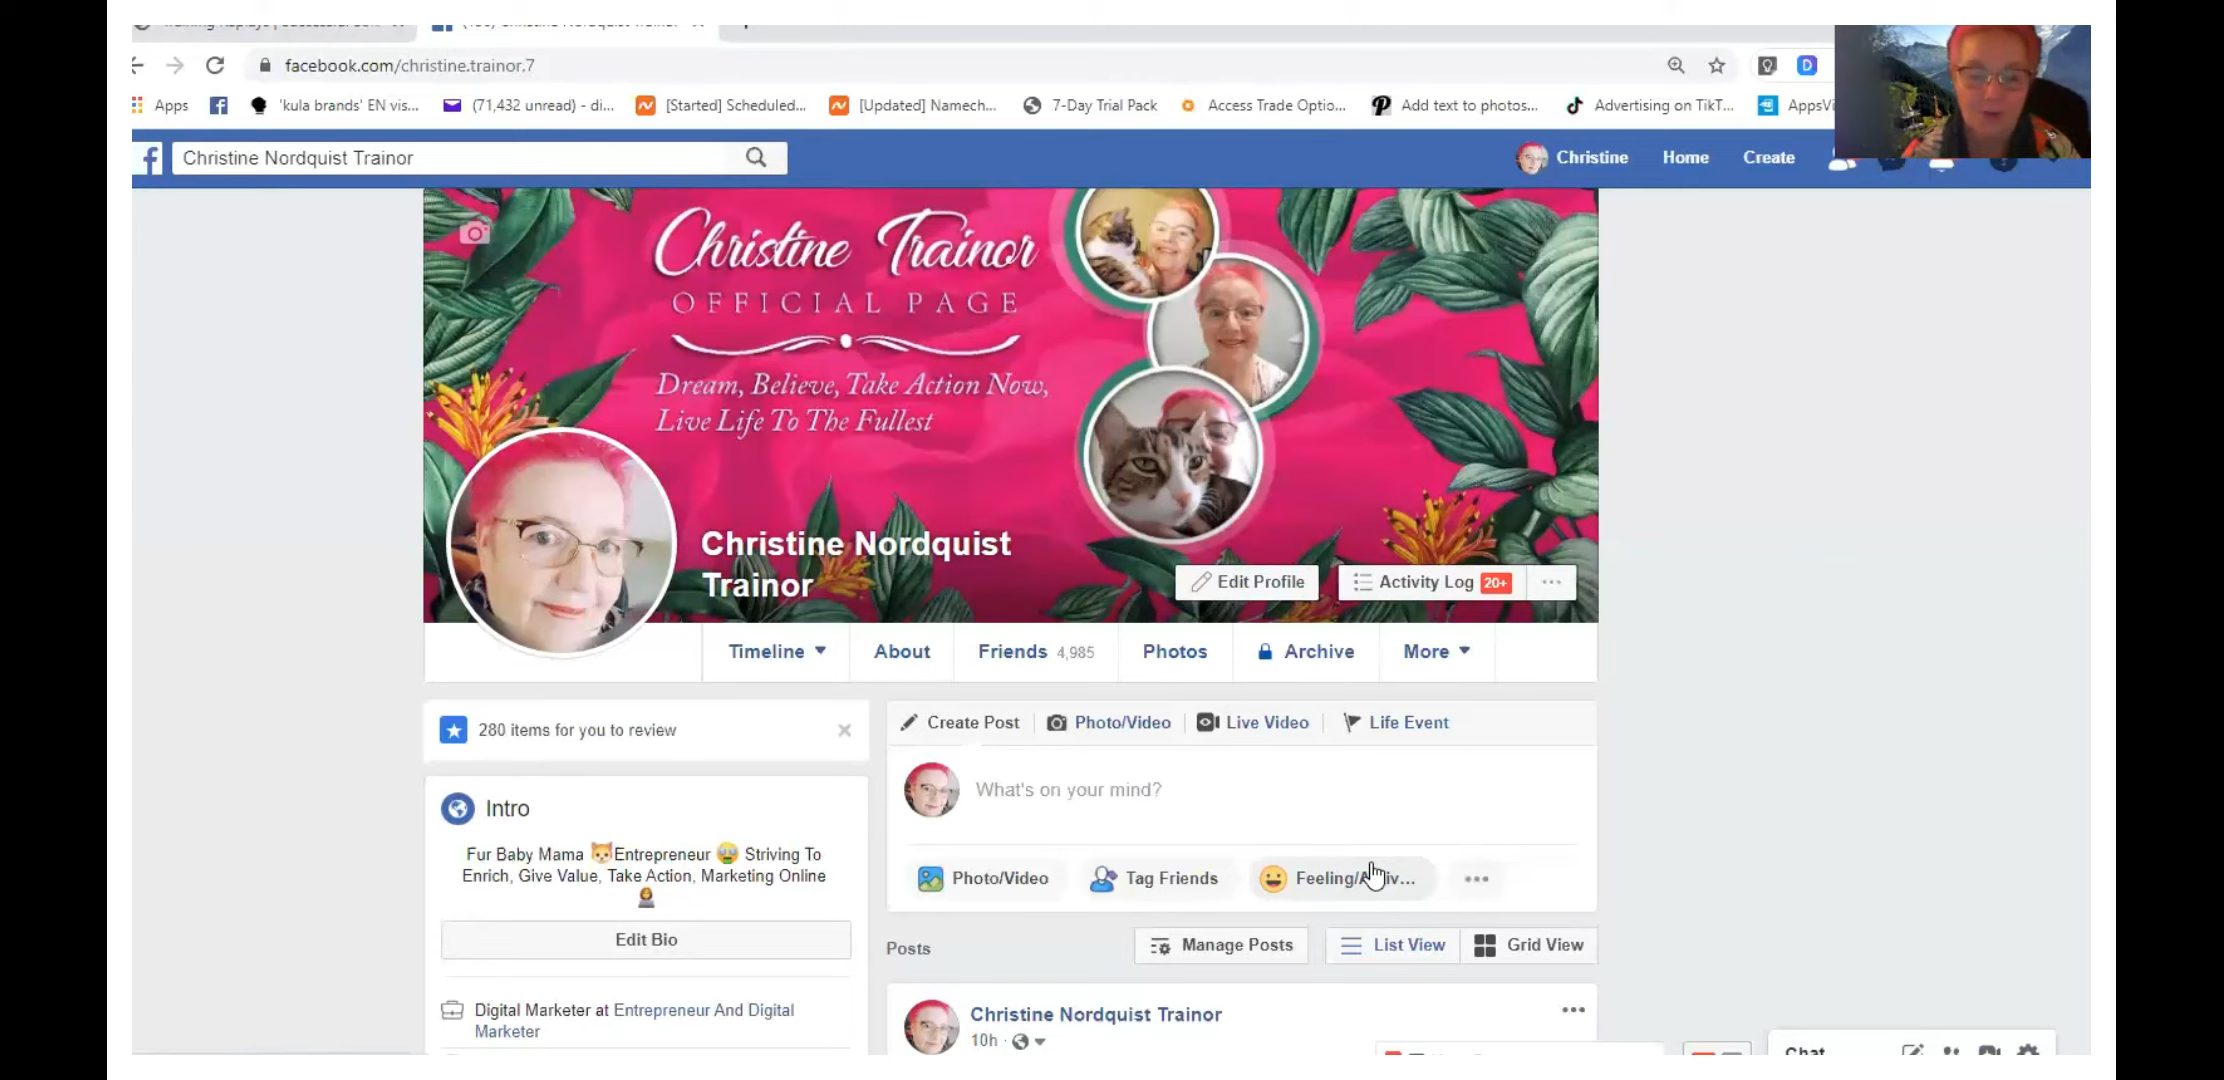 facebook.com/christine.trainor.7
Apps 'kula brands' EN vis... (71,432 unread) - di... [Started] Scheduled... [Updated] Namech... 7-Day Trial Pack Access Trade Optio... Add text to photos... Advertising on TikT... AppsVi
Christine Nordquist Trainor
Christine Home Create
Christine Trainor
OFFICIAL PAGE
Dream, Believe, Take Action Now,
Live Life To The Fullest
Christine Nordquist
Trainor
Edit Profile Activity Log 20+
Timeline About Friends 4,985 Photos Archive More
280 items for you to review
Intro
Fur Baby Mama Entrepreneur Striving To
Enrich, Give Value, Take Action, Marketing Online
Edit Bio
Digital Marketer at Entrepreneur And Digital
Marketer
Create Post Photo/Video Live Video Life Event
What's on your mind?
Photo/Video Tag Friends Feeling/
Posts Manage Posts List View Grid View
Christine Nordquist Trainor
10h
Chat